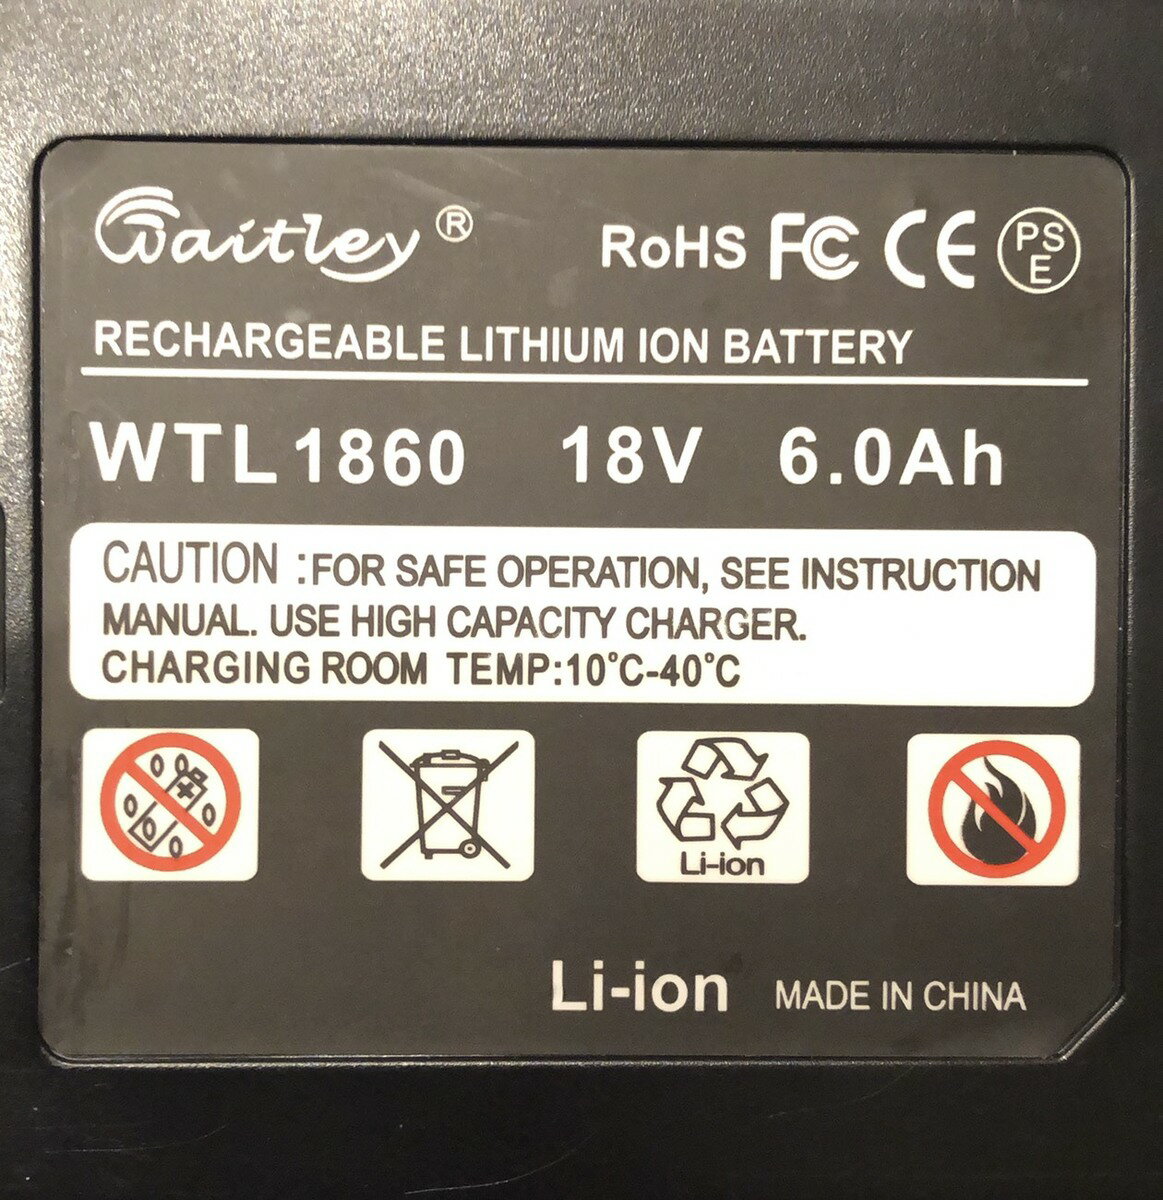 Waitley®
RoHS FC CE PSE
RECHARGEABLE LITHIUM ION BATTERY
WTL1860 18V 6.0Ah
CAUTION :FOR SAFE OPERATION, SEE INSTRUCTION
MANUAL. USE HIGH CAPACITY CHARGER.
CHARGING ROOM TEMP:10°C-40°C
Li-ion
Li-ion MADE IN CHINA